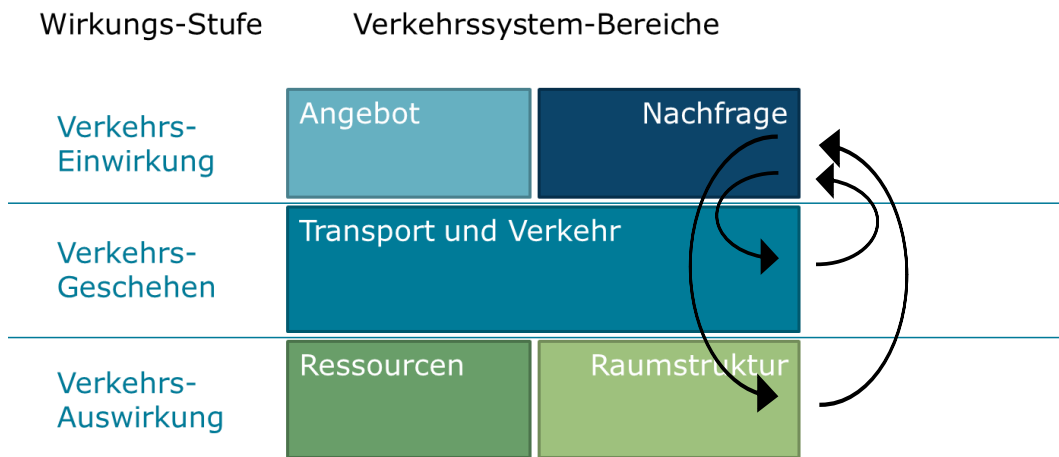 Wirkungs-Stufe
Verkehrssystem-Bereiche
Verkehrs-
Einwirkung
Angebot
Nachfrage
Verkehrs-
Geschehen
Transport und Verkehr
Verkehrs-
Auswirkung
Ressourcen
Raumstruktur